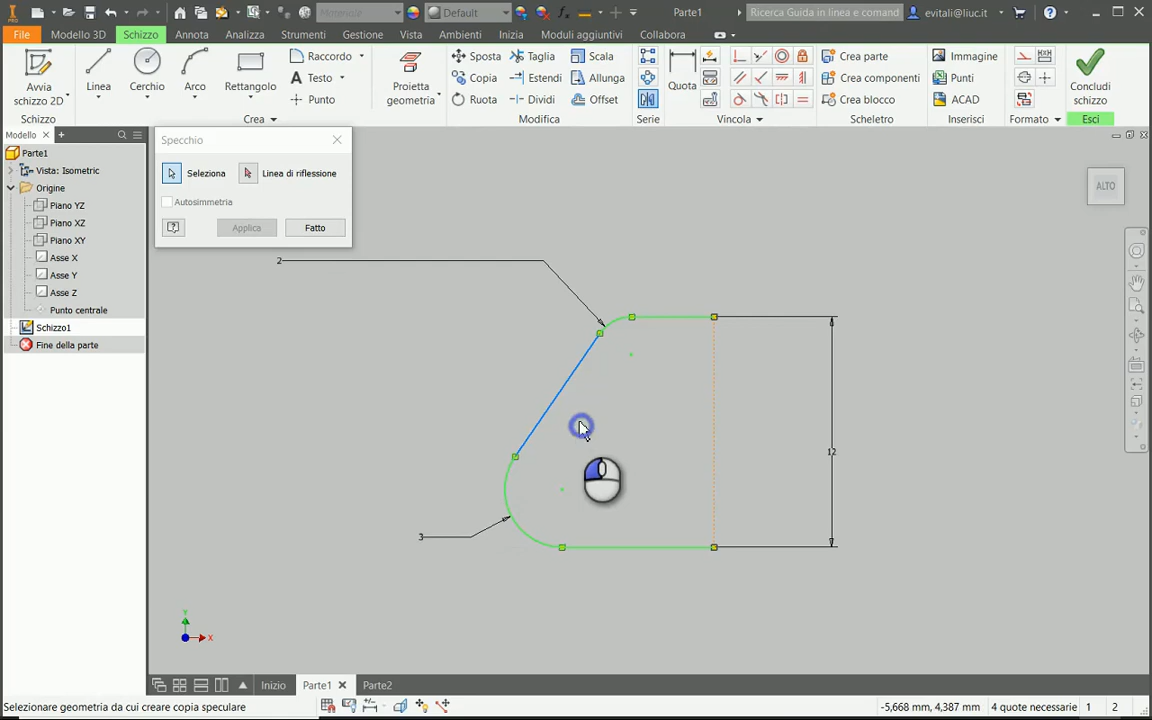 PRO
Materiale
Default
Parte1
Ricerca Guida in linea e comando
evitali@liuc.it
File
Modello 3D
Schizzo
Annota
Analizza
Strumenti
Gestione
Vista
Ambienti
Inizia
Moduli aggiuntivi
Collabora
Avvia
schizzo 2D
Linea
Cerchio
Arco
Rettangolo
Raccordo
Testo
Punto
Proietta
geometria
Sposta
Copia
Ruota
Taglia
Estendi
Dividi
Scala
Allunga
Offset
Quota
Crea parte
Crea componenti
Crea blocco
Immagine
Punti
ACAD
Concludi
schizzo
Schizzo
Crea
Modifica
Serie
Vincola
Scheletro
Inserisci
Formato
Esci
Modello
Parte1
Vista: Isometric
Origine
Piano YZ
Piano XZ
Piano XY
Asse X
Asse Y
Asse Z
Punto centrale
Schizzo1
Fine della parte
Specchio
Seleziona
Linea di riflessione
Autosimmetria
Applica
Fatto
ALTO
2
12
3
Y
X
Inizio
Parte1
Parte2
Selezionare geometria da cui creare copia speculare
-5,668 mm, 4,387 mm
4 quote necessarie
1
2